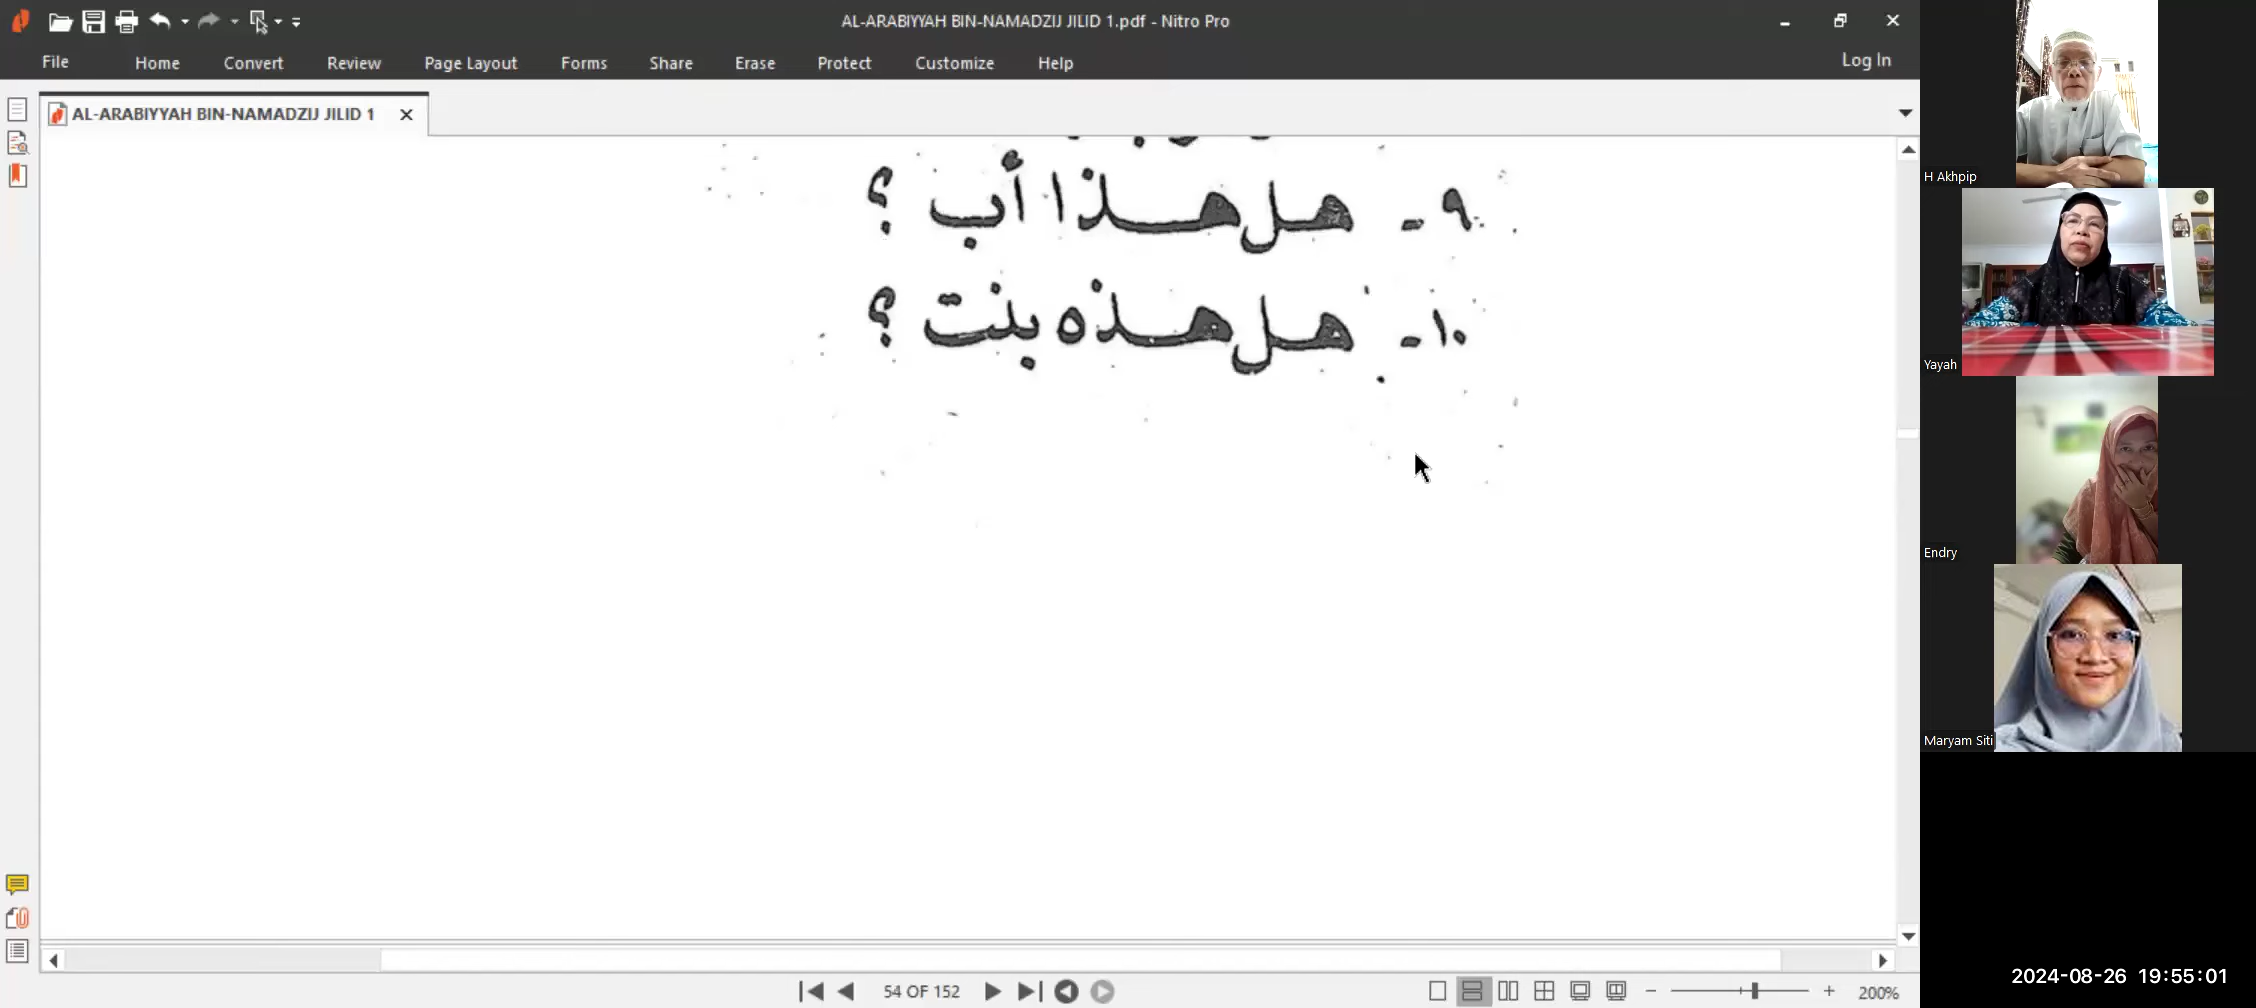 AL-ARABIYYAH BIN-NAMADZIJ JILID 1.pdf - Nitro Pro
File Home Convert Review Page Layout Forms Share Erase Protect Customize Help Log In
AL-ARABIYYAH BIN-NAMADZIJ JILID 1
٩ - هل هذا أب ؟
١٠ - هل هذه بنت ؟
54 OF 152
200%
H Akhpip
Yayah
Endry
Maryam Siti
2024-08-26 19:55:01